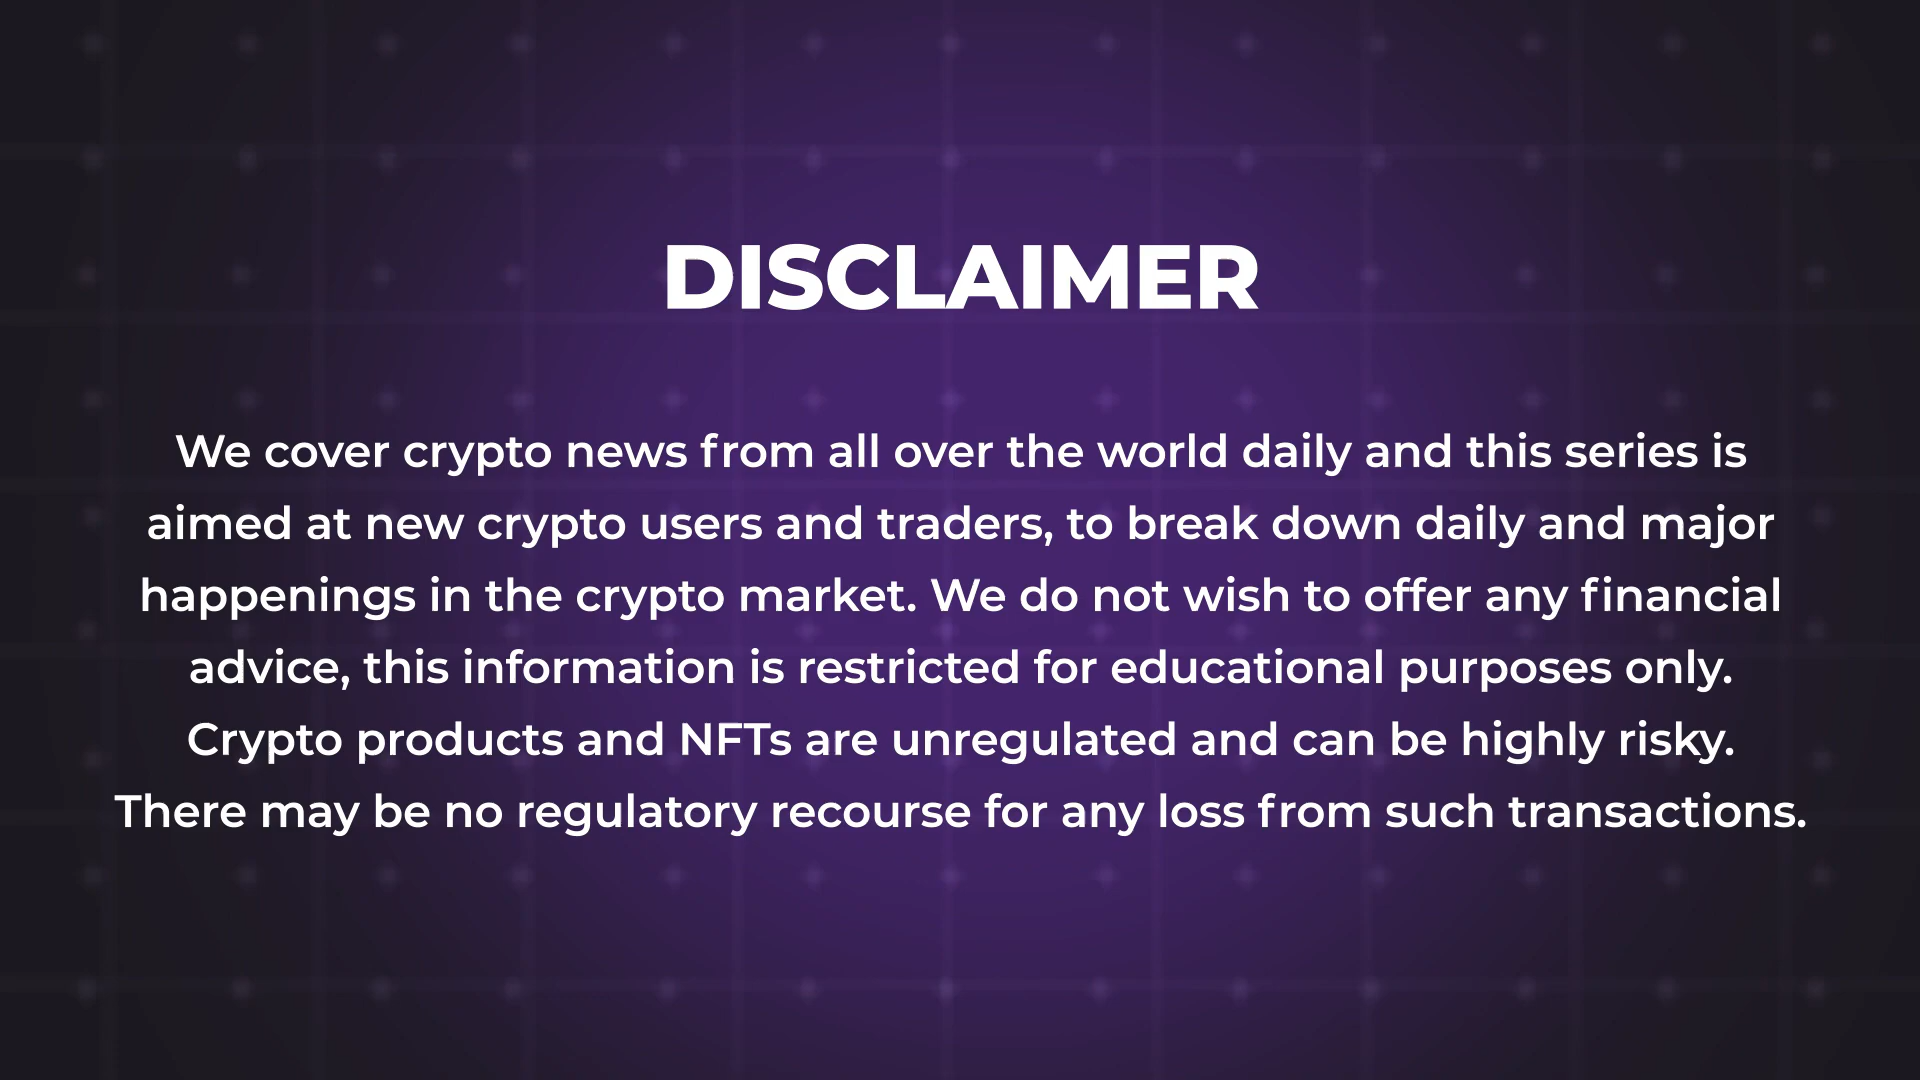 DISCLAIMER
We cover crypto news from all over the world daily and this series is
aimed at new crypto users and traders, to break down daily and major
happenings in the crypto market. We do not wish to offer any financial
advice, this information is restricted for educational purposes only.
Crypto products and NFTs are unregulated and can be highly risky.
There may be no regulatory recourse for any loss from such transactions.